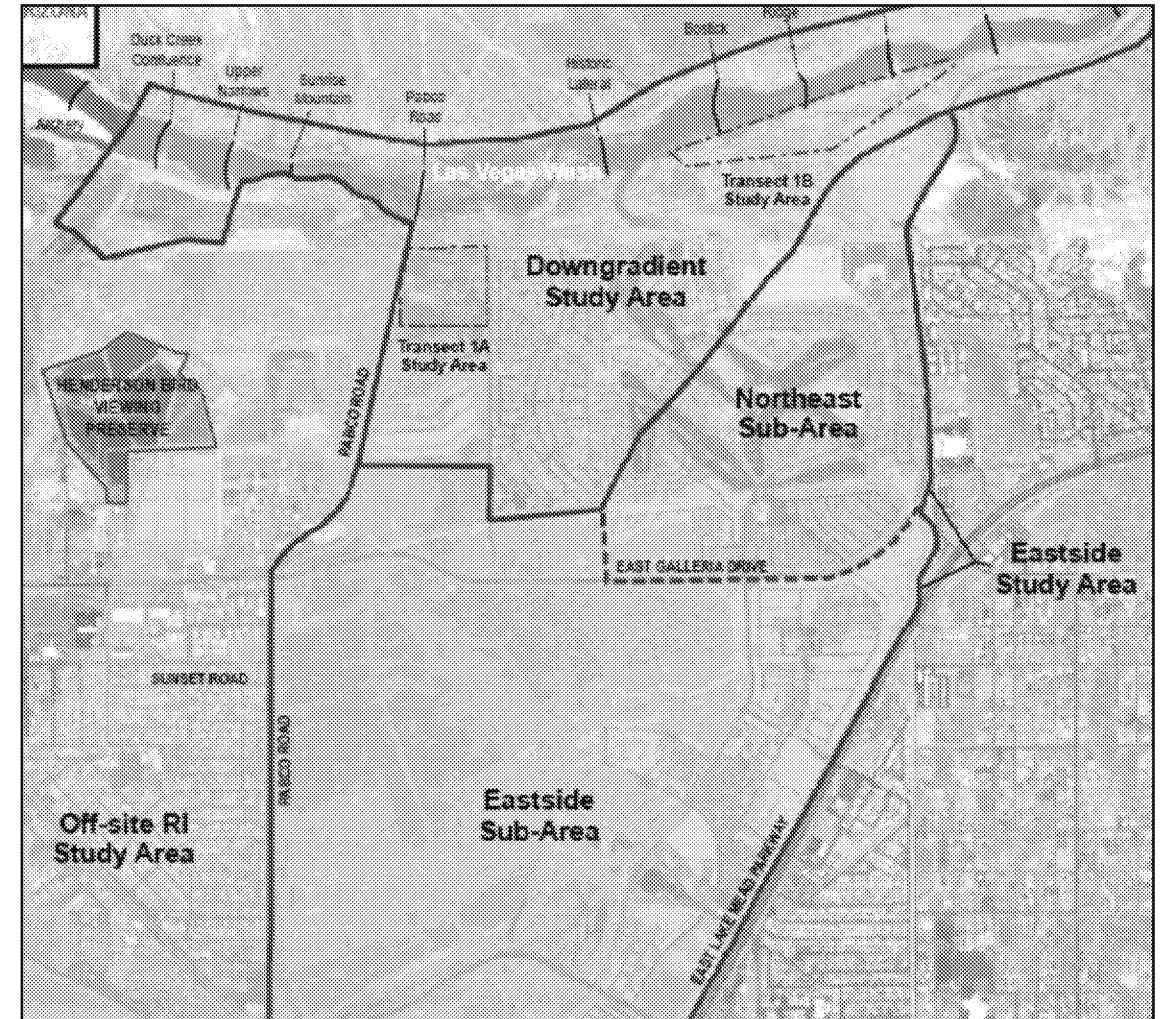 RIZONA
Duck Creek
Confluence
Upper
Narrows
Sunrise
Mountain
Pabco
Road
Historic
Lateral
Bostick
Archery
Las Vegas Wash
Transect 1B
Study Area
Downgradient
Study Area
Transect 1A
Study Area
PABCO ROAD
HENDERSON BIRD
VIEWING
PRESERVE
Northeast
Sub-Area
EAST GALLERIA DRIVE
Eastside
Study Area
SUNSET ROAD
PABCO ROAD
Eastside
Sub-Area
Off-site RI
Study Area
EAST LAKE MEAD PARKWAY